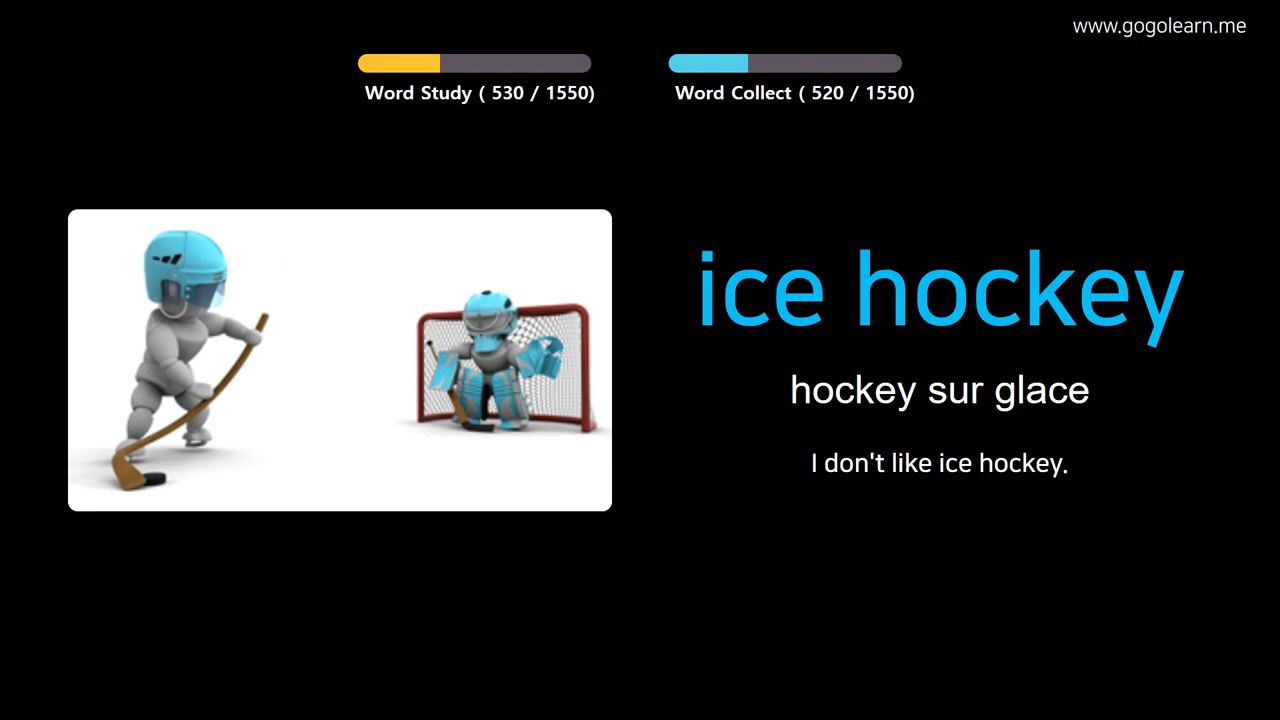 www.gogolearn.me
Word Study ( 530 / 1550)
Word Collect ( 520 / 1550)
ice hockey
hockey sur glace
I don't like ice hockey.